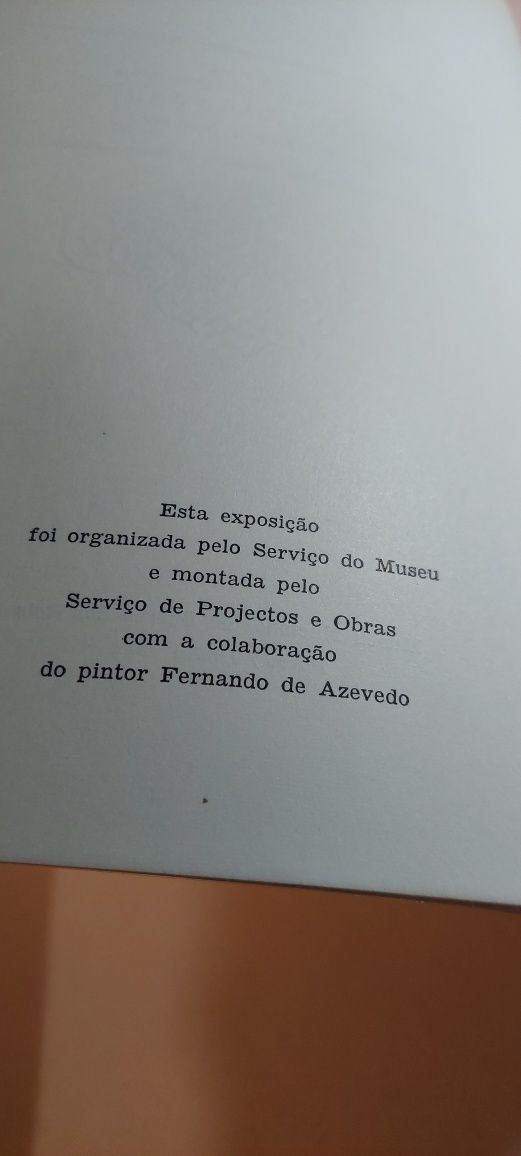 Esta exposição
foi organizada pelo Serviço do Museu
e montada pelo
Serviço de Projectos e Obras
com a colaboração
do pintor Fernando de Azevedo